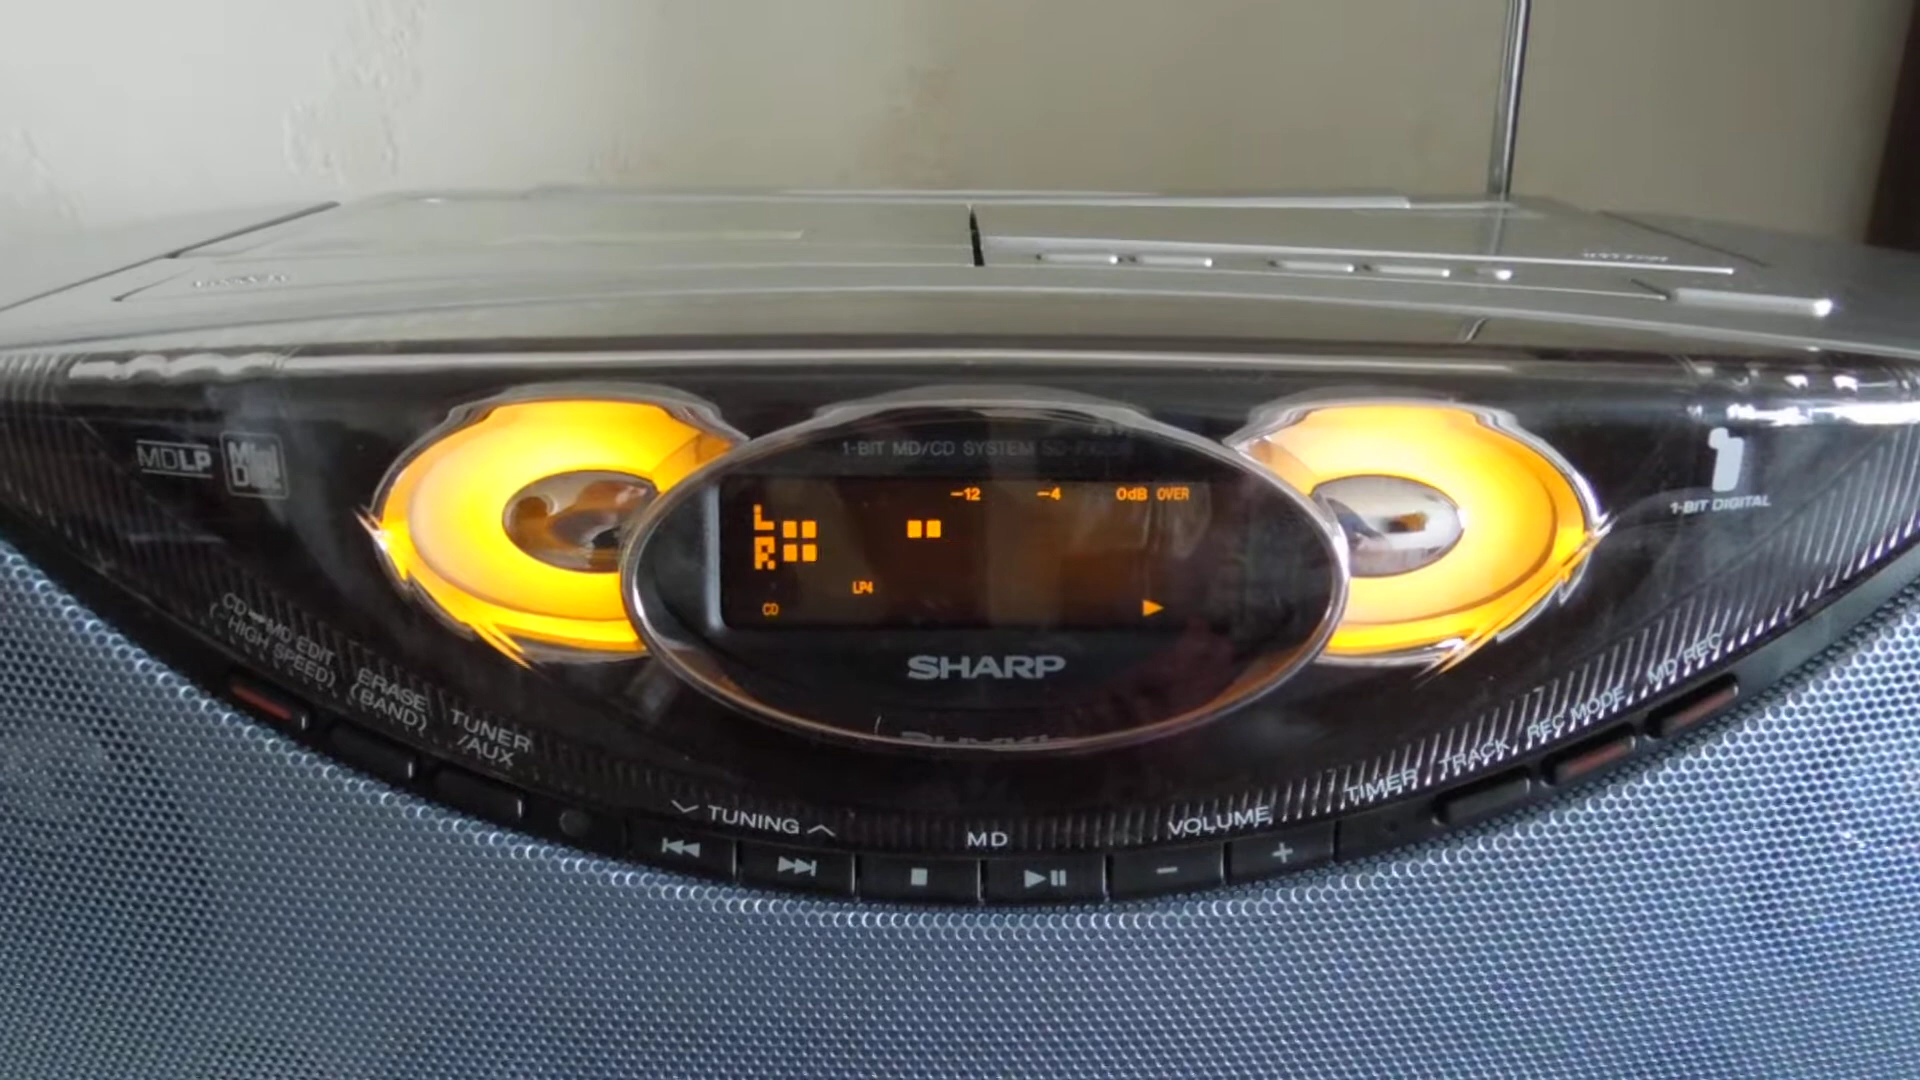 1-BIT MD/CD SYSTEM
MDLP
Mini
Disc
1-BIT DIGITAL
-12 -4 0dB OVER
L
R
LP4
CD
SHARP
CD MD EDIT
(HIGH SPEED)
ERASE
(BAND)
TUNER
/AUX
TUNING
MD
VOLUME
− +
TIMER
TRACK
REC MODE
MD REC